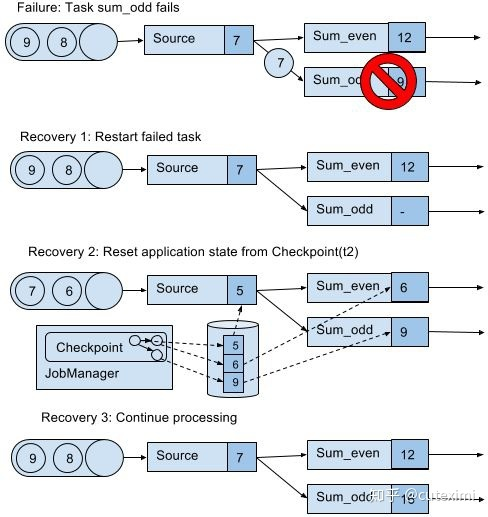 Failure: Task sum_odd fails
9 8 Source 7 Sum_even 12
7 Sum_od 9
Recovery 1: Restart failed task
9 8 Source 7 Sum_even 12
Sum_odd -
Recovery 2: Reset application state from Checkpoint(t2)
7 6 Source 5 Sum_even 6
Sum_odd 9
Checkpoint 5
JobManager 6
9
Recovery 3: Continue processing
9 8 Source 7 Sum_even 12
Sum_odd 16
知乎 @cuteximi